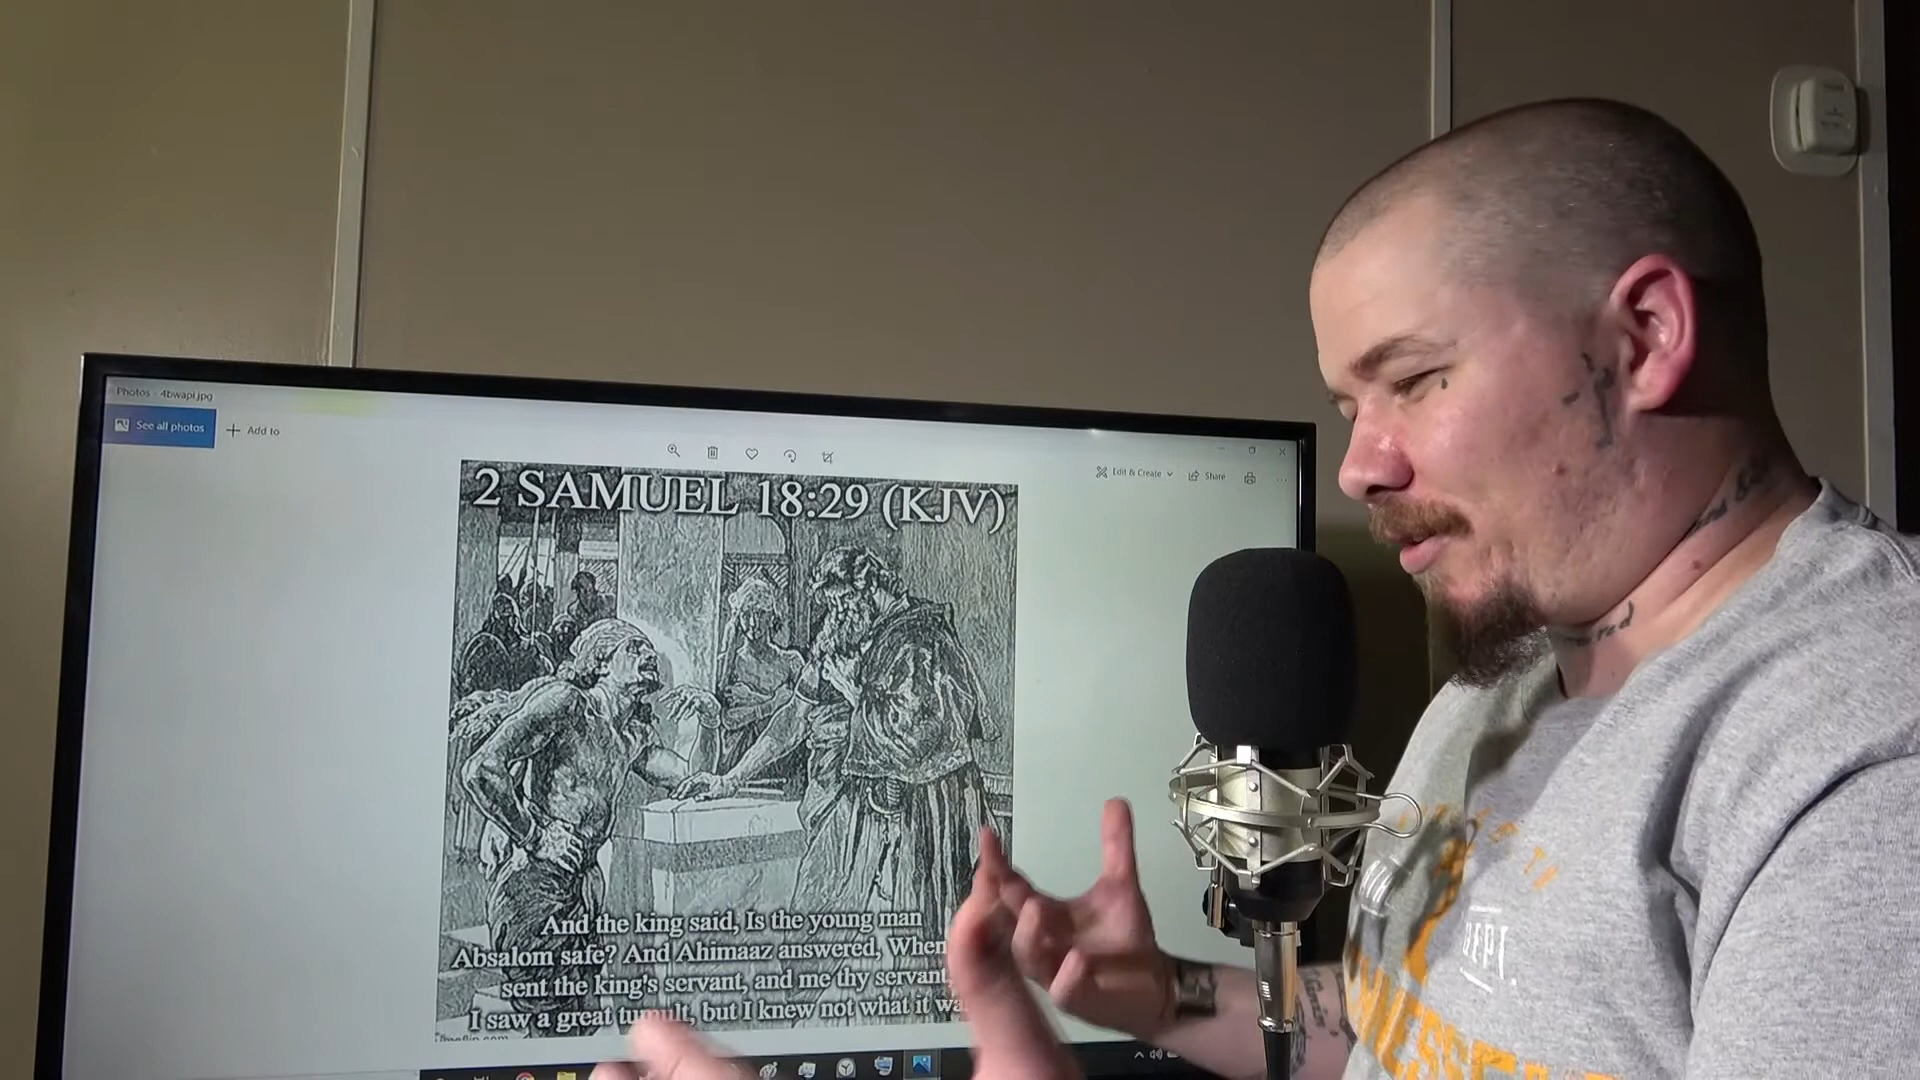 Photos - 4bwapi.jpg
See all photos
Add to
Edit & Create
Share
2 SAMUEL 18:29 (KJV)
And the king said, Is the young man
Absalom safe? And Ahimaaz answered, When
sent the king's servant, and me thy servant,
I saw a great tumult, but I knew not what it wa
DEPT.